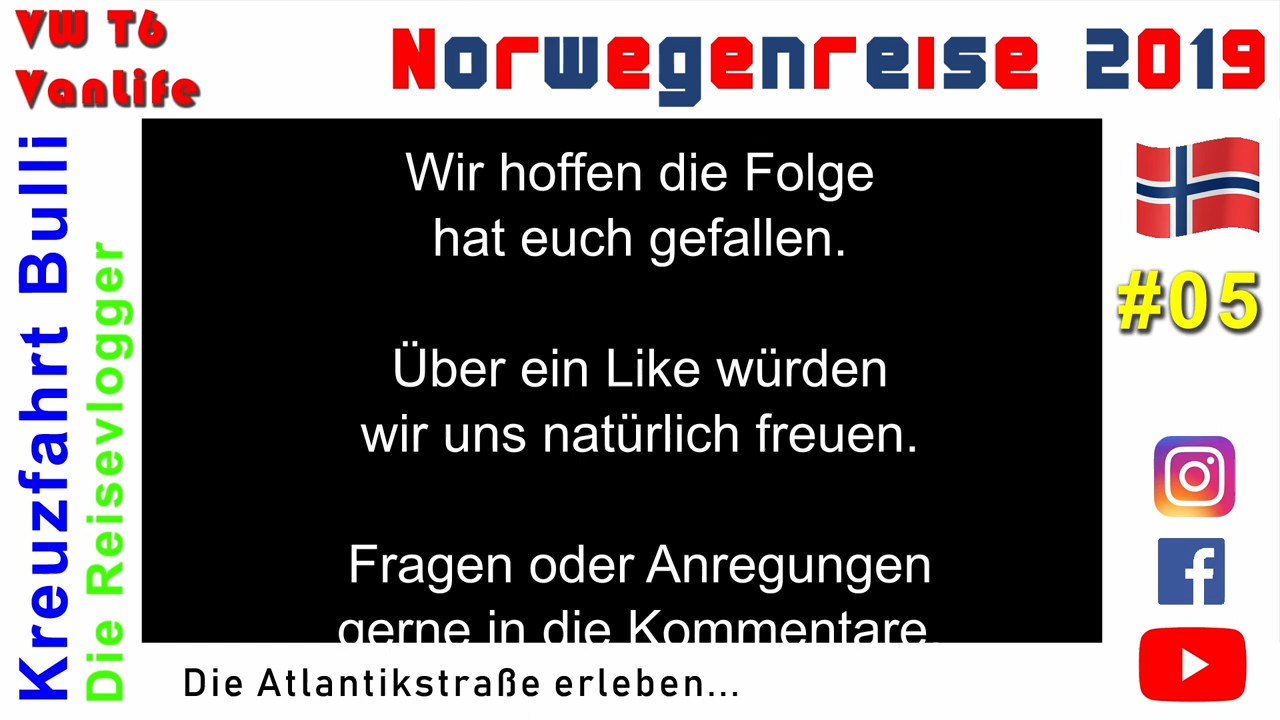 VW T6
VanLife
Norwegenreise 2019
Kreuzfahrt Bulli
Die Reisevlogger
Wir hoffen die Folge
hat euch gefallen.
Über ein Like würden
wir uns natürlich freuen.
Fragen oder Anregungen
gerne in die Kommentare.
#05
Die Atlantikstraße erleben...